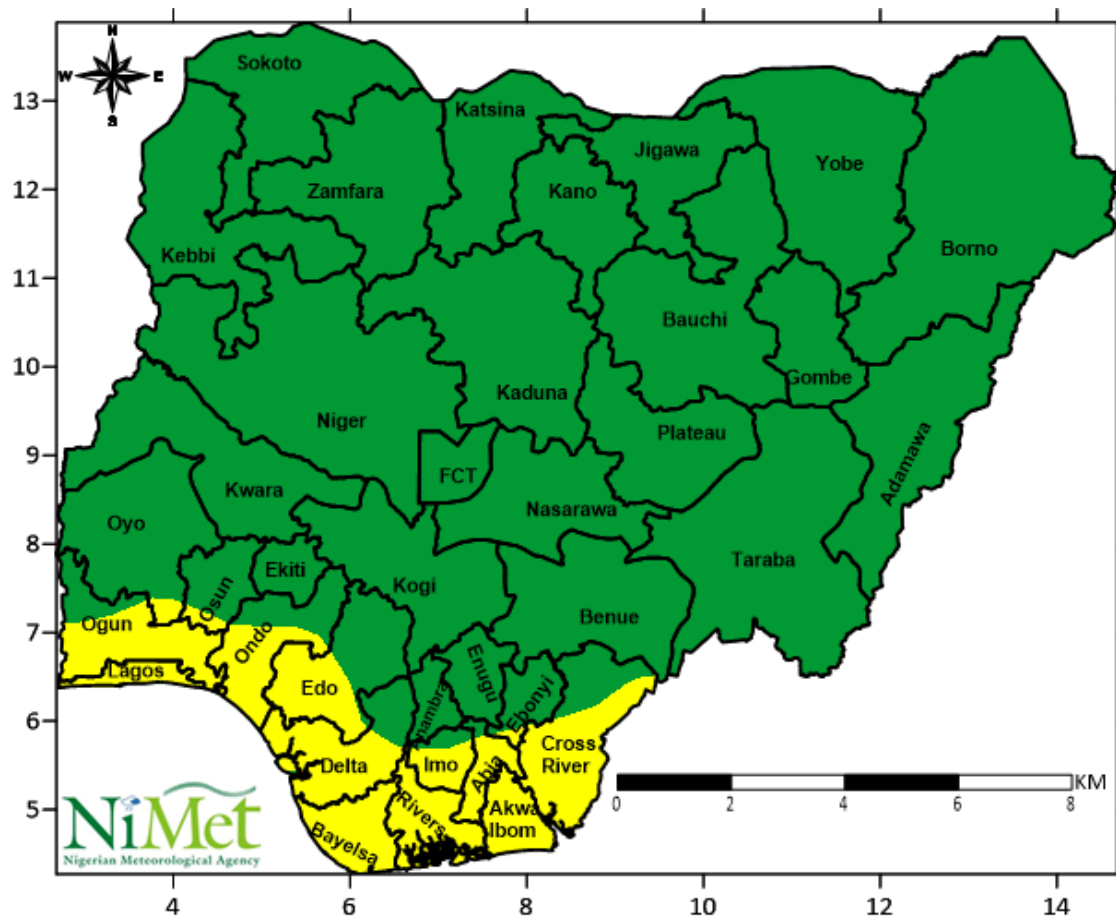 N
W E
S
Sokoto
13
Katsina
Jigawa
Yobe
12
Zamfara
Kano
Kebbi
Borno
11
Bauchi
10
Gombe
Kaduna
Niger
Plateau
9
FCT
Adamawa
Kwara
Nasarawa
Oyo
8
Ekiti
Taraba
Kogi
Osun
Benue
7
Ogun
Ondo
Lagos
Enugu
Edo
Anambra
Ebonyi
6
Cross
River
Delta
Imo
Abia
KM
0 2 4 6 8
5
Rivers
Akwa
Ibom
Bayelsa
NiMet
Nigerian Meteorological Agency
4 6 8 10 12 14